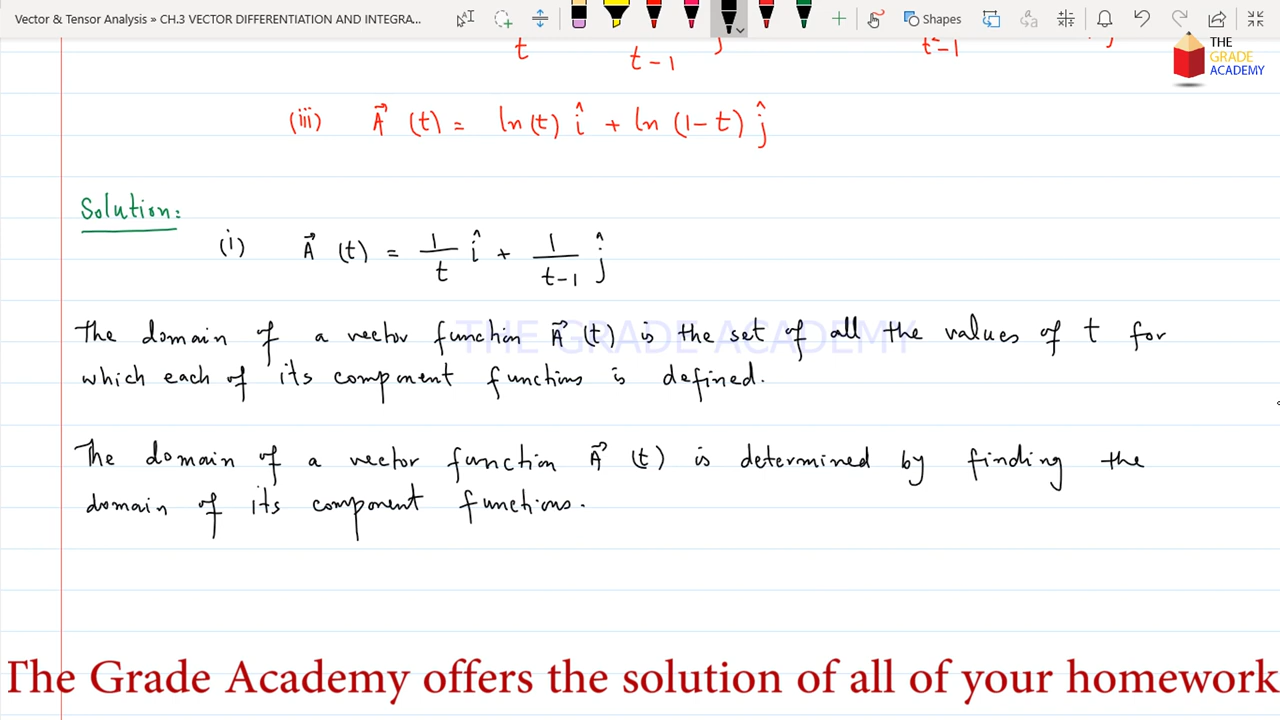 Vector & Tensor Analysis » CH.3 VECTOR DIFFERENTIATION AND INTEGRA... Shapes
THE
GRADE
ACADEMY
t t-1 j t²-1 j
(iii) A⃗ (t) = ln(t) î + ln (1-t) ĵ
Solution:
(i) A⃗ (t) = 1/t î + 1/(t-1) ĵ
THE GRADE ACADEMY
The domain of a vector function A⃗ (t) is the set of all the values of t for
which each of its component functions is defined.
The domain of a vector function A⃗ (t) is determined by finding the
domain of its component functions.
The Grade Academy offers the solution of all of your homework